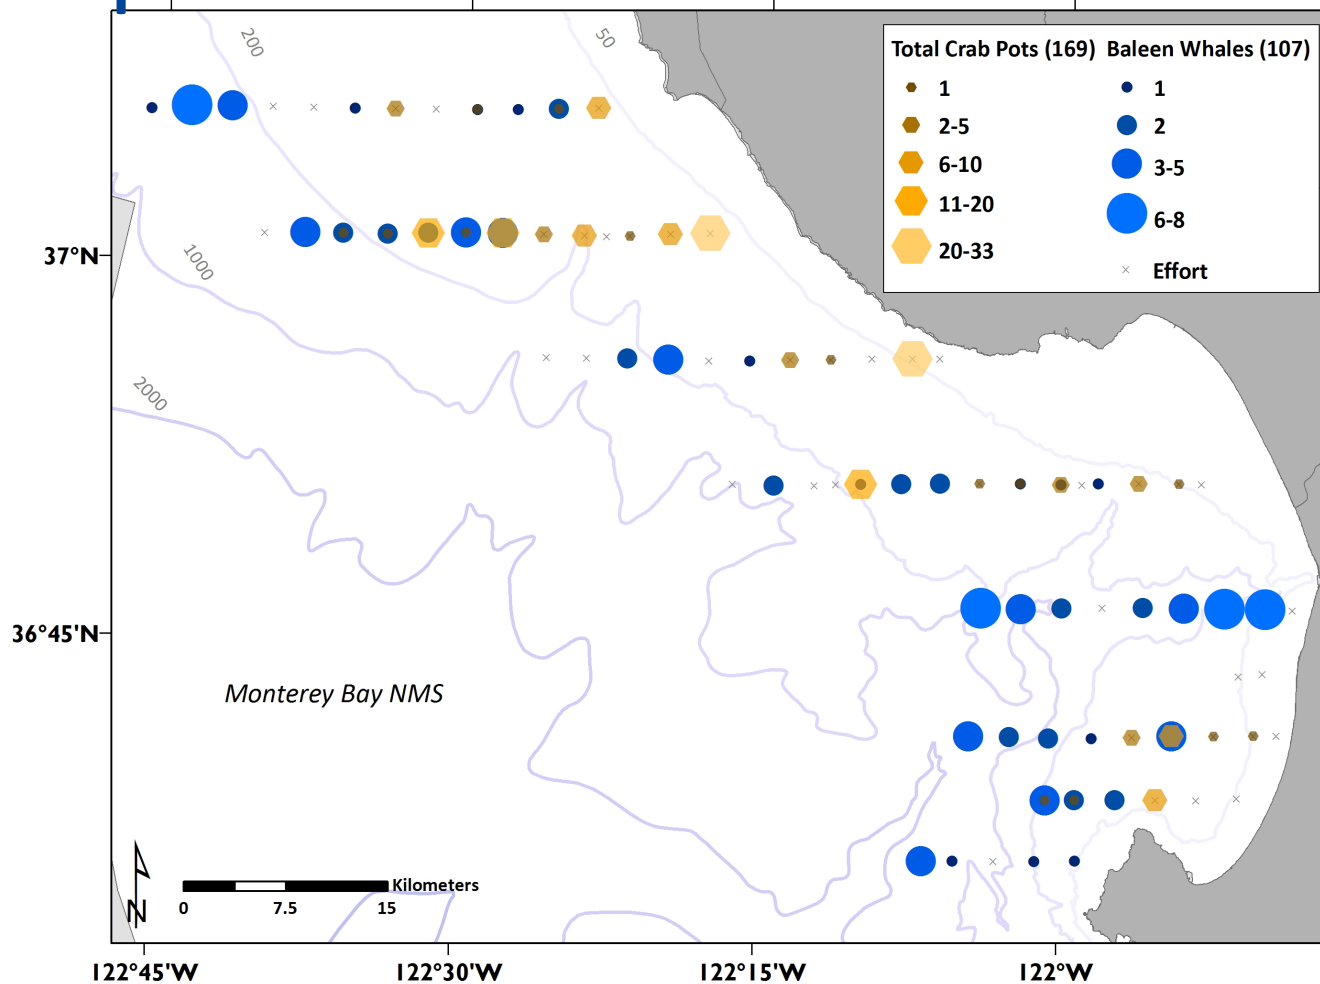 200
50
Total Crab Pots (169) Baleen Whales (107)
1 1
2-5 2
6-10 3-5
11-20 6-8
20-33 Effort
37°N
1000
2000
36°45'N
Monterey Bay NMS
N
Kilometers
0 7.5 15
122°45'W 122°30'W 122°15'W 122°W